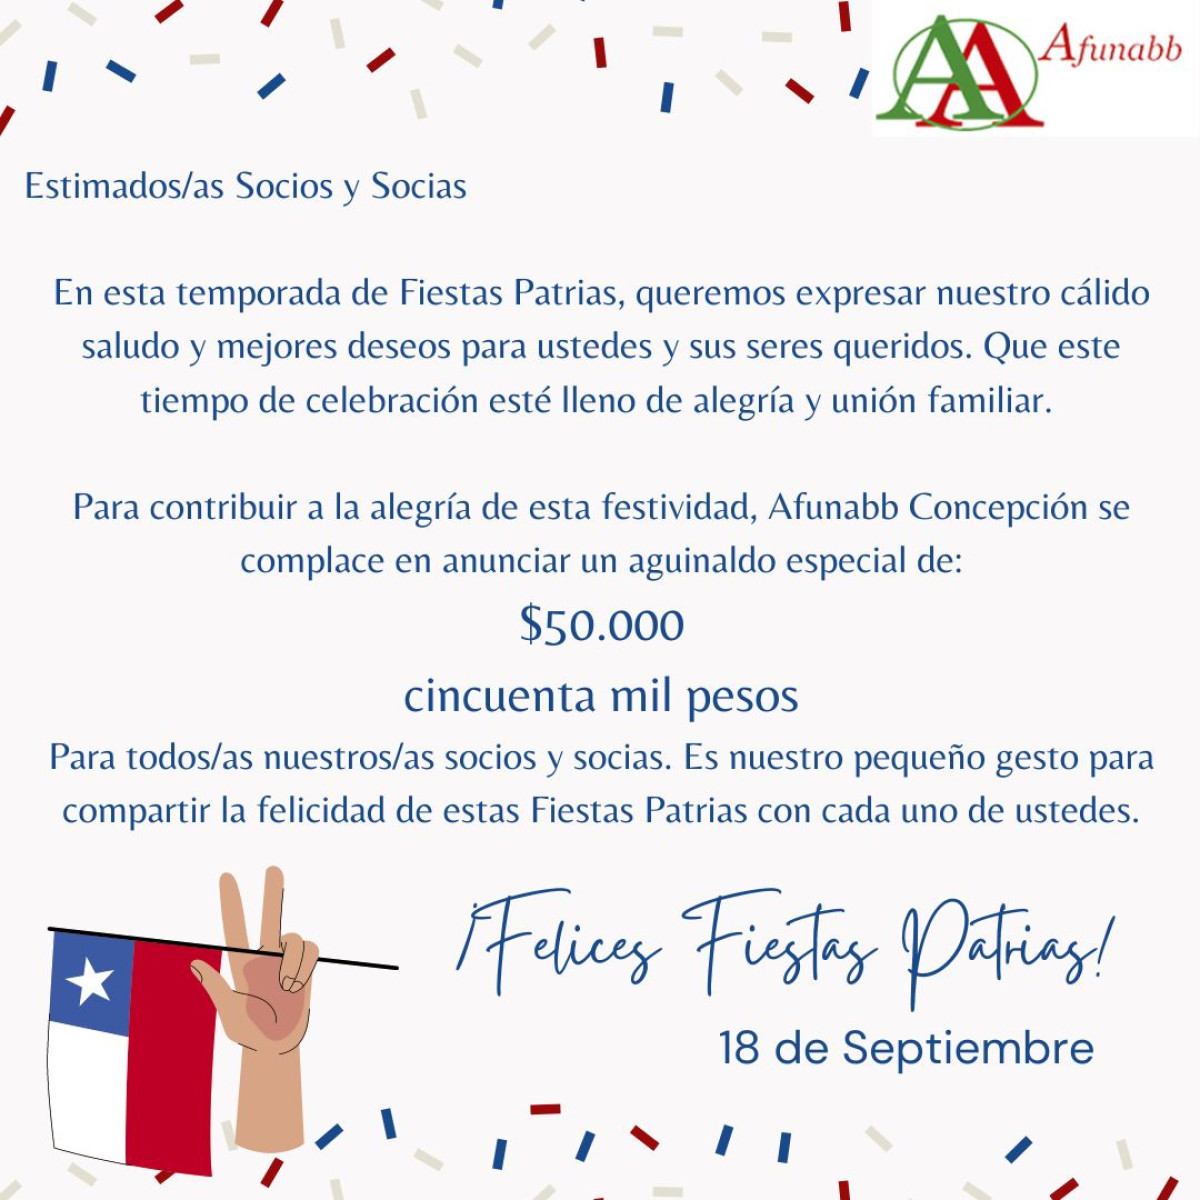 Afunabb
Estimados/as Socios y Socias
En esta temporada de Fiestas Patrias, queremos expresar nuestro cálido
saludo y mejores deseos para ustedes y sus seres queridos. Que este
tiempo de celebración esté lleno de alegría y unión familiar.
Para contribuir a la alegría de esta festividad, Afunabb Concepción se
complace en anunciar un aguinaldo especial de:
$50.000
cincuenta mil pesos
Para todos/as nuestros/as socios y socias. Es nuestro pequeño gesto para
compartir la felicidad de estas Fiestas Patrias con cada uno de ustedes.
¡Felices Fiestas Patrias!
18 de Septiembre